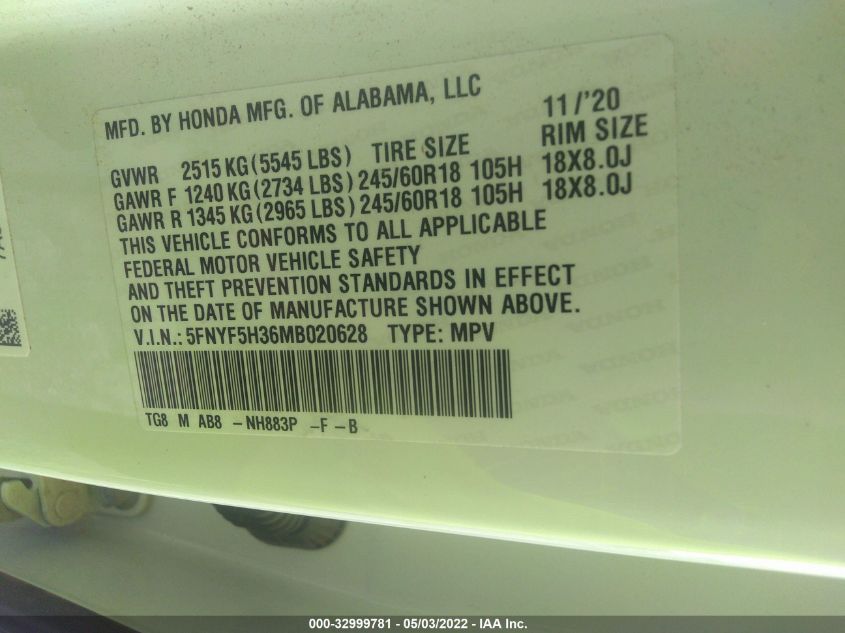 MFD. BY HONDA MFG. OF ALABAMA, LLC 11/'20
GVWR 2515 KG (5545 LBS) TIRE SIZE RIM SIZE
GAWR F 1240 KG (2734 LBS) 245/60R18 105H 18X8.0J
GAWR R 1345 KG (2965 LBS) 245/60R18 105H 18X8.0J
THIS VEHICLE CONFORMS TO ALL APPLICABLE
FEDERAL MOTOR VEHICLE SAFETY
AND THEFT PREVENTION STANDARDS IN EFFECT
ON THE DATE OF MANUFACTURE SHOWN ABOVE.
V.I.N.: 5FNYF5H36MB020628 TYPE: MPV
TG8 M AB8 -NH883P -F -B
000-32999781 - 05/03/2022 - IAA Inc.